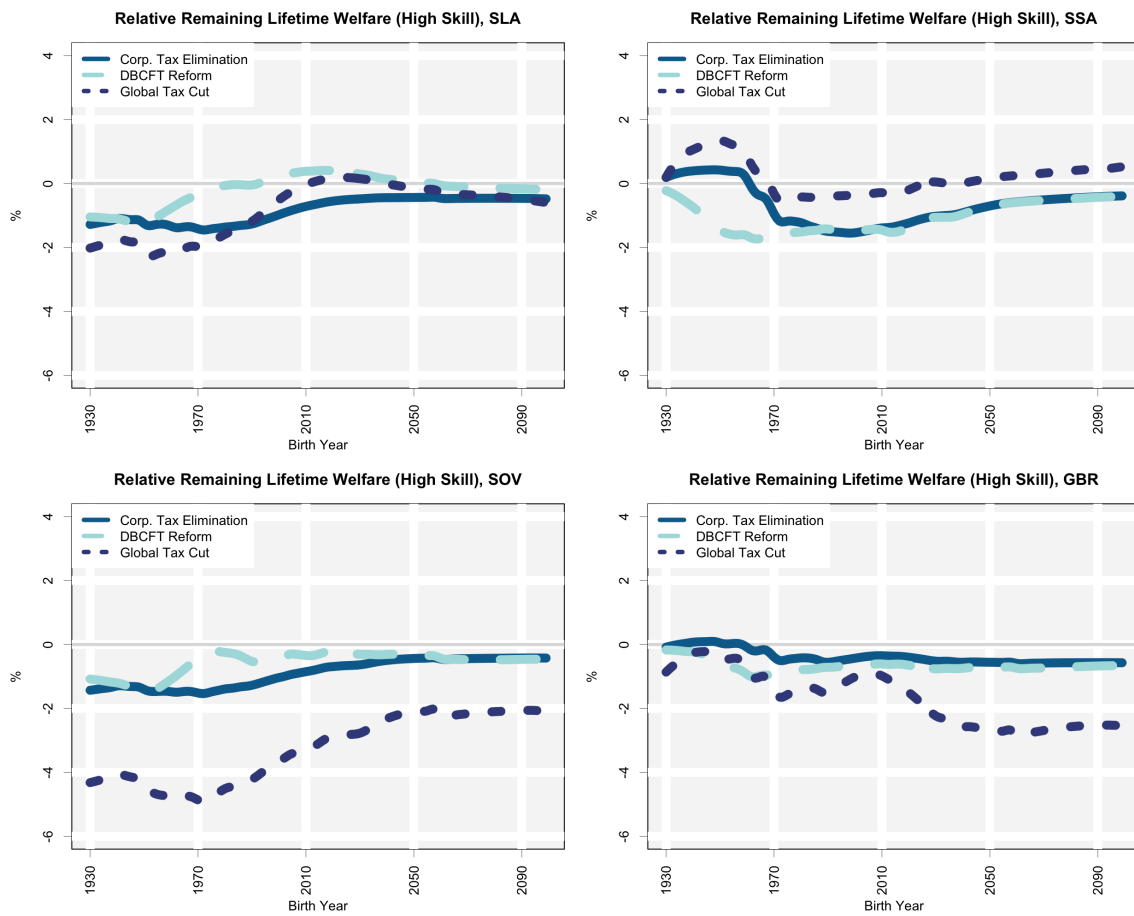 Relative Remaining Lifetime Welfare (High Skill), SLA
4
2
0
-2
-4
-6
%
Corp. Tax Elimination
DBCFT Reform
Global Tax Cut
1930
1970
2010
2050
2090
Birth Year
Relative Remaining Lifetime Welfare (High Skill), SSA
4
2
0
-2
-4
-6
%
Corp. Tax Elimination
DBCFT Reform
Global Tax Cut
1930
1970
2010
2050
2090
Birth Year
Relative Remaining Lifetime Welfare (High Skill), SOV
4
2
0
-2
-4
-6
%
Corp. Tax Elimination
DBCFT Reform
Global Tax Cut
1930
1970
2010
2050
2090
Birth Year
Relative Remaining Lifetime Welfare (High Skill), GBR
4
2
0
-2
-4
-6
%
Corp. Tax Elimination
DBCFT Reform
Global Tax Cut
1930
1970
2010
2050
2090
Birth Year